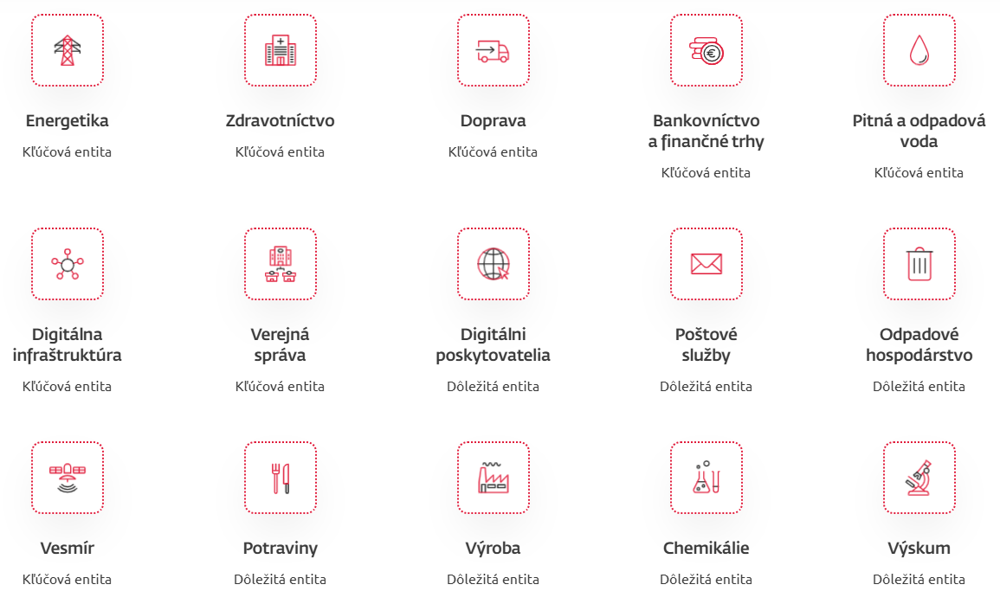 Energetika
Kľúčová entita
Zdravotníctvo
Kľúčová entita
Doprava
Kľúčová entita
Bankovníctvo
a finančné trhy
Kľúčová entita
Pitná a odpadová
voda
Kľúčová entita
Digitálna
infraštruktúra
Kľúčová entita
Verejná
správa
Kľúčová entita
Digitálni
poskytovatelia
Dôležitá entita
Poštové
služby
Dôležitá entita
Odpadové
hospodárstvo
Dôležitá entita
Vesmír
Kľúčová entita
Potraviny
Dôležitá entita
Výroba
Dôležitá entita
Chemikálie
Dôležitá entita
Výskum
Dôležitá entita